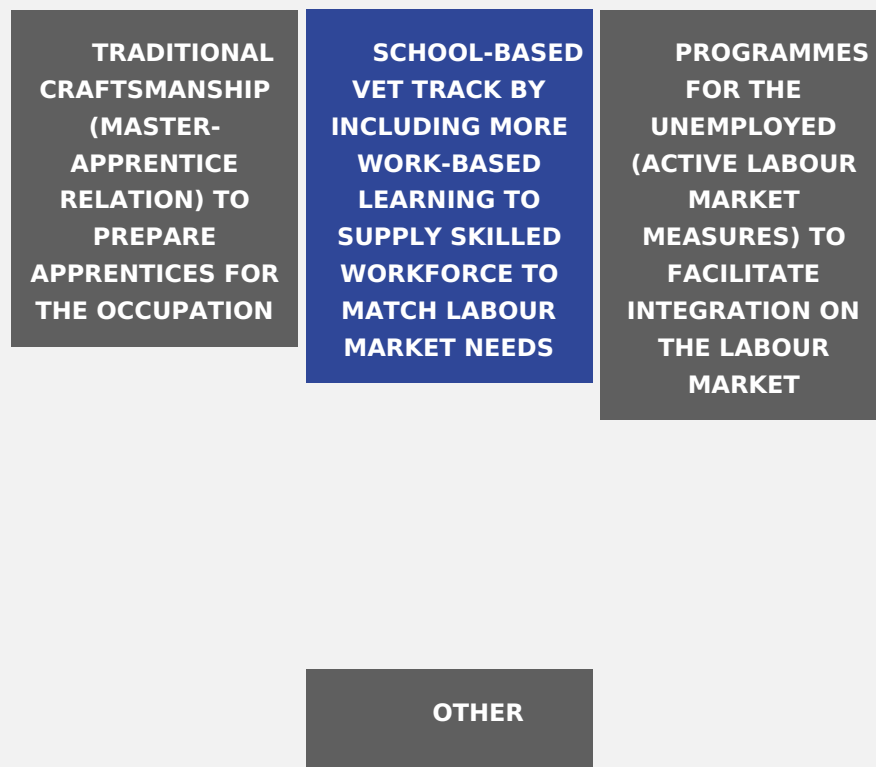 TRADITIONAL
CRAFTSMANSHIP
(MASTER-
APPRENTICE
RELATION) TO
PREPARE
APPRENTICES FOR
THE OCCUPATION
SCHOOL-BASED
VET TRACK BY
INCLUDING MORE
WORK-BASED
LEARNING TO
SUPPLY SKILLED
WORKFORCE TO
MATCH LABOUR
MARKET NEEDS
PROGRAMMES
FOR THE
UNEMPLOYED
(ACTIVE LABOUR
MARKET
MEASURES) TO
FACILITATE
INTEGRATION ON
THE LABOUR
MARKET
OTHER